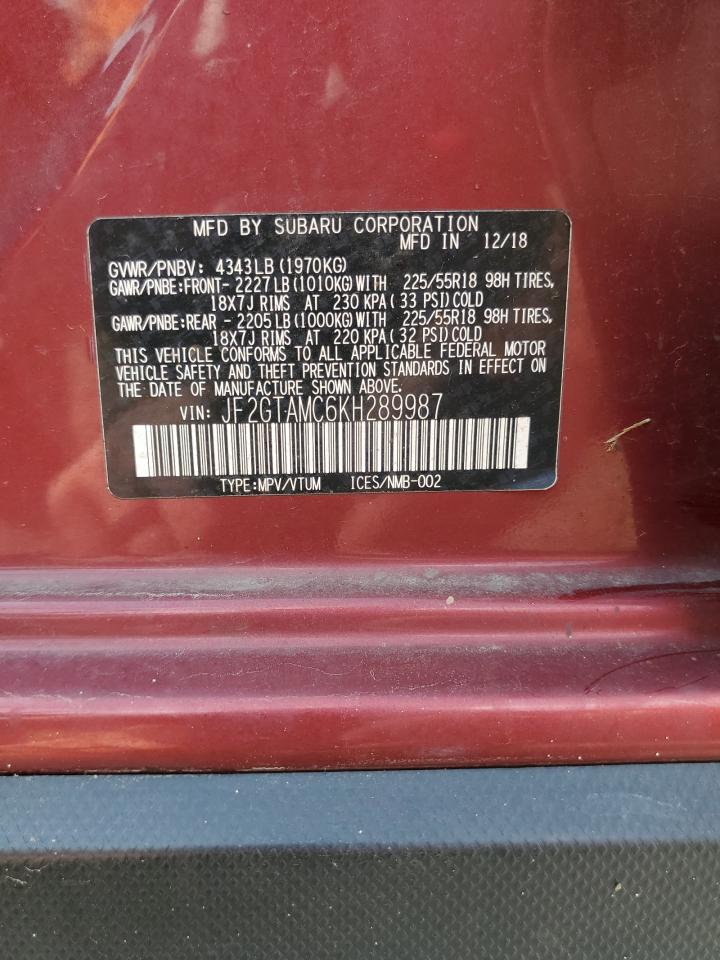 MFD BY SUBARU CORPORATION
MFD IN 12/18
GVWR/PNBV: 4343LB (1970KG)
GAWR/PNBE:FRONT- 2227 LB (1010KG) WITH 225/55R18 98H TIRES,
18X7J RIMS AT 230 KPA ( 33 PSI) COLD
GAWR/PNBE:REAR - 2205 LB (1000KG) WITH 225/55R18 98H TIRES,
18X7J RIMS AT 220 KPA ( 32 PSI) COLD
THIS VEHICLE CONFORMS TO ALL APPLICABLE FEDERAL MOTOR
VEHICLE SAFETY AND THEFT PREVENTION STANDARDS IN EFFECT ON
THE DATE OF MANUFACTURE SHOWN ABOVE.
VIN: JF2GTAMC6KH289987
TYPE:MPV/VTUM ICES/NMB-002